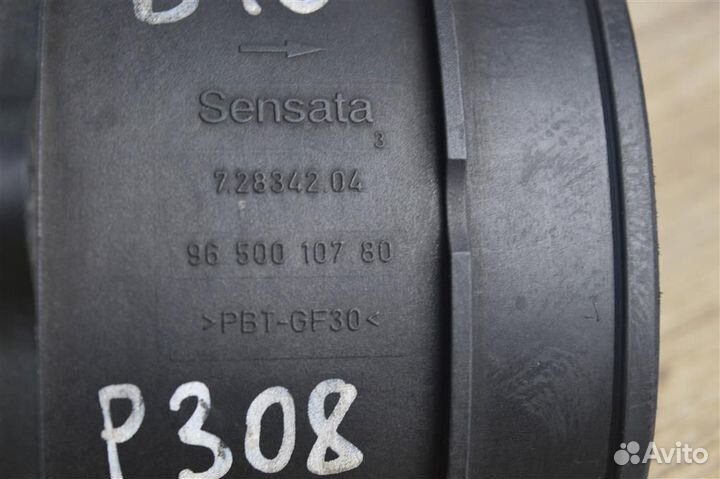 Sensata
3
7.28342.04
96 500 107 80
>PBT-GF30<
P308
Avito